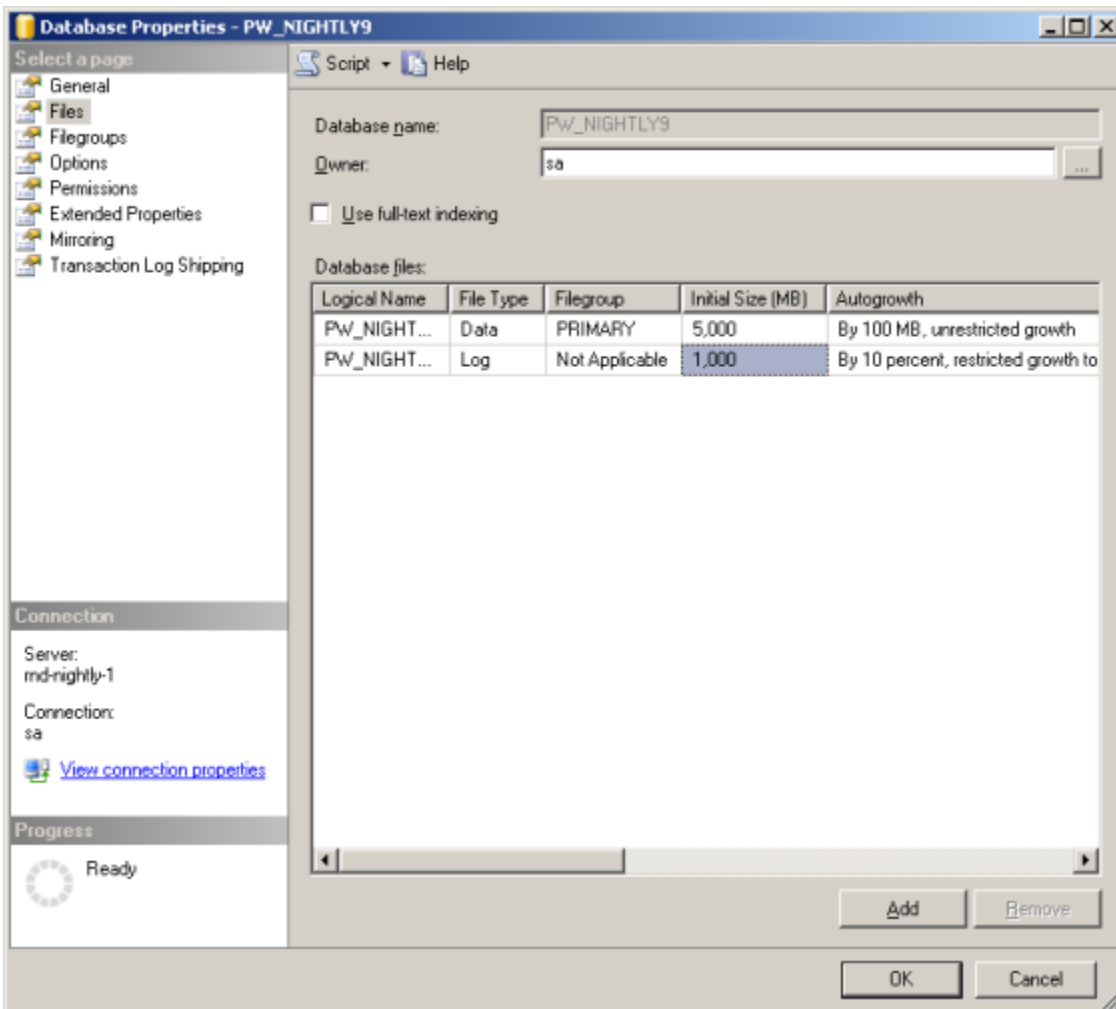 Database Properties - PW_NIGHTLY9
Select a page
General
Files
Filegroups
Options
Permissions
Extended Properties
Mirroring
Transaction Log Shipping
Connection
Server:
rnd-nightly-1
Connection:
sa
View connection properties
Progress
Ready
Script Help
Database name: PW_NIGHTLY9
Owner: sa
...
Use full-text indexing
Database files:
Logical Name File Type Filegroup Initial Size (MB) Autogrowth
PW_NIGHT... Data PRIMARY 5,000 By 100 MB, unrestricted growth
PW_NIGHT... Log Not Applicable 1,000 By 10 percent, restricted growth to
Add Remove
OK Cancel